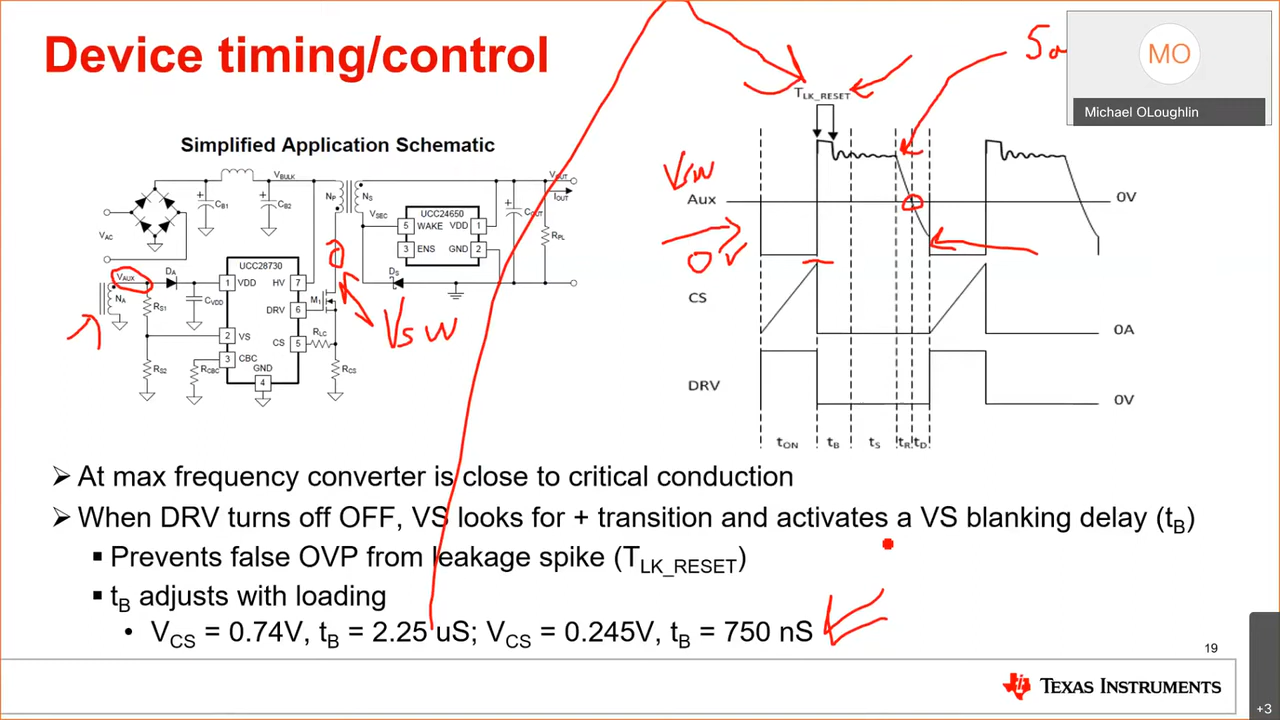 Device timing/control
MO
Michael OLoughlin
Simplified Application Schematic
VBULK
VOUT
IOUT
NP
NS
VSEC
CB1
CB2
COUT
RPL
VAC
UCC24650
5 WAKE VDD 1
3 ENS GND 2
DS
VAUX
DA
NA
RS1
CVDD
UCC28730
1 VDD HV 7
DRV 6
M1
2 VS
CS 5
RLC
3 CBC
GND
4
RS2
RCBC
RCS
Vsw
TLK_RESET
Vsw
Aux
0V
0V
CS
0A
DRV
0V
tON tB tS tR tD
➢ At max frequency converter is close to critical conduction
➢ When DRV turns off OFF, VS looks for + transition and activates a VS blanking delay (tB)
▪ Prevents false OVP from leakage spike (TLK_RESET)
▪ tB adjusts with loading
• VCS = 0.74V, tB = 2.25 uS; VCS = 0.245V, tB = 750 nS
19
TEXAS INSTRUMENTS
+3